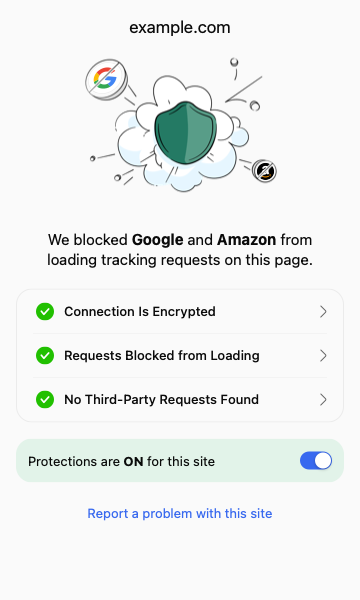 example.com
We blocked Google and Amazon from
loading tracking requests on this page.
Connection Is Encrypted
Requests Blocked from Loading
No Third-Party Requests Found
Protections are ON for this site
Report a problem with this site